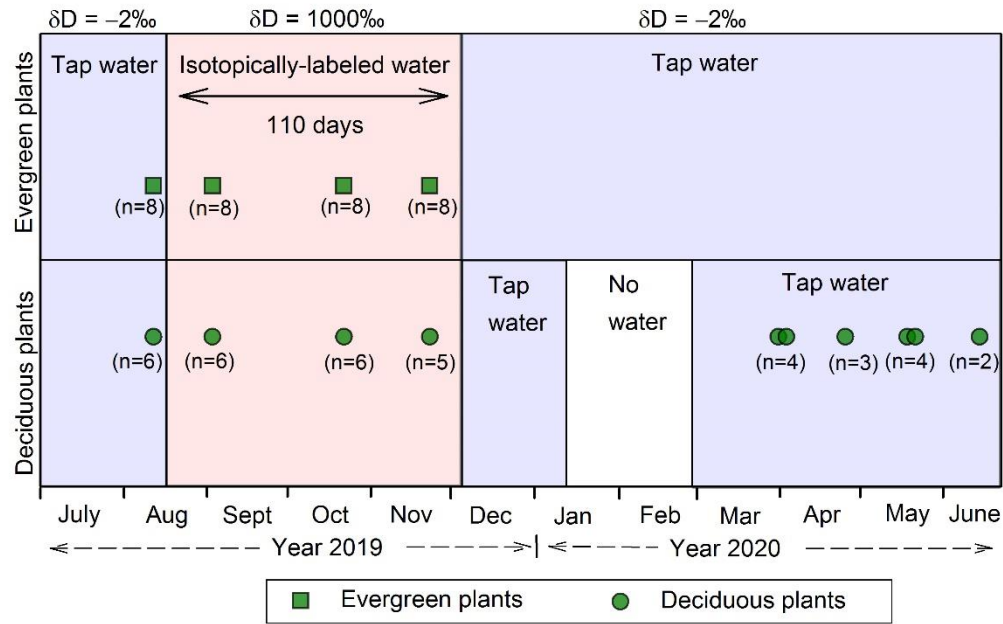 δD = −2‰ δD = 1000‰ δD = −2‰
Evergreen plants
Tap water
Isotopically-labeled water
110 days
Tap water
(n=8) (n=8) (n=8) (n=8)
Deciduous plants
Tap
water
No
water
Tap water
(n=6) (n=6) (n=6) (n=5) (n=4) (n=3) (n=4) (n=2)
July Aug Sept Oct Nov Dec Jan Feb Mar Apr May June
Year 2019 Year 2020
Evergreen plants Deciduous plants